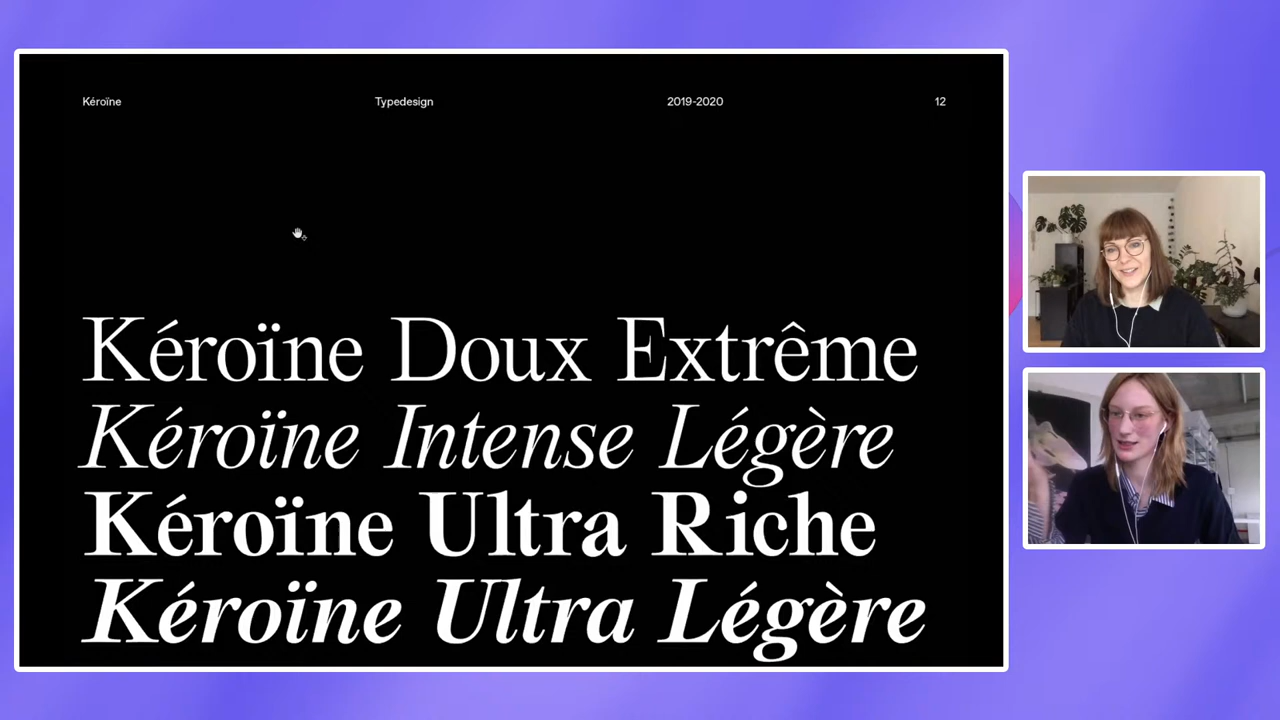 Kéroïne Typedesign 2019-2020 12
Kéroïne Doux Extrême
Kéroïne Intense Légère
Kéroïne Ultra Riche
Kéroïne Ultra Légère